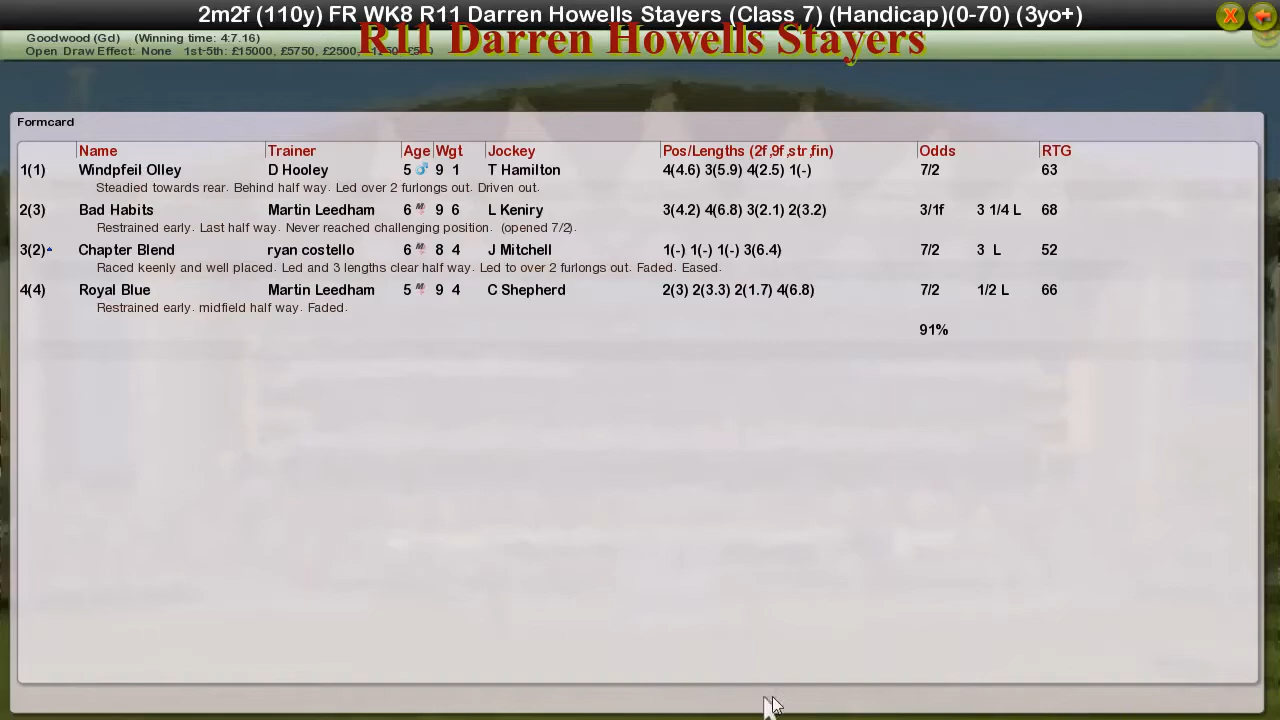 2m2f (110y) FR WK8 R11 Darren Howells Stayers (Class 7) (Handicap)(0-70) (3yo+)
R11 Darren Howells Stayers
Goodwood (Gd) (Winning time: 4:7.16)
Open Draw Effect: None 1st-5th: £15000, £5750, £2500,
Formcard
Name Trainer Age Wgt Jockey Pos/Lengths (2f,9f,str,fin) Odds RTG
1(1) Windpfeil Olley D Hooley 5 9 1 T Hamilton 4(4.6) 3(5.9) 4(2.5) 1(-) 7/2 63
Steadied towards rear. Behind half way. Led over 2 furlongs out. Driven out.
2(3) Bad Habits Martin Leedham 6 9 6 L Keniry 3(4.2) 4(6.8) 3(2.1) 2(3.2) 3/1f 3 1/4 L 68
Restrained early. Last half way. Never reached challenging position. (opened 7/2).
3(2) Chapter Blend ryan costello 6 8 4 J Mitchell 1(-) 1(-) 1(-) 3(6.4) 7/2 3 L 52
Raced keenly and well placed. Led and 3 lengths clear half way. Led to over 2 furlongs out. Faded. Eased.
4(4) Royal Blue Martin Leedham 5 9 4 C Shepherd 2(3) 2(3.3) 2(1.7) 4(6.8) 7/2 1/2 L 66
Restrained early. midfield half way. Faded.
91%
X